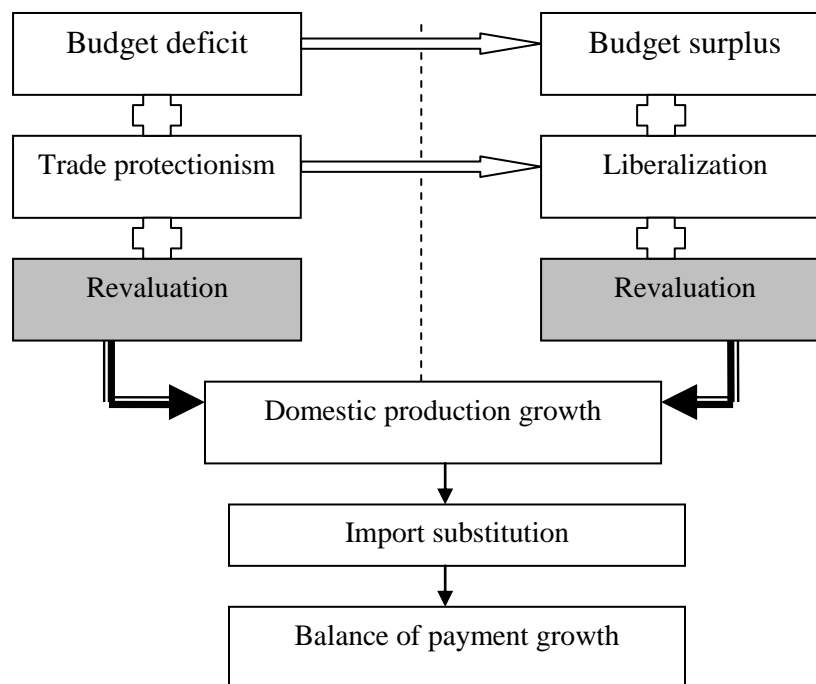 Budget deficit
Budget surplus
Trade protectionism
Liberalization
Revaluation
Revaluation
Domestic production growth
Import substitution
Balance of payment growth